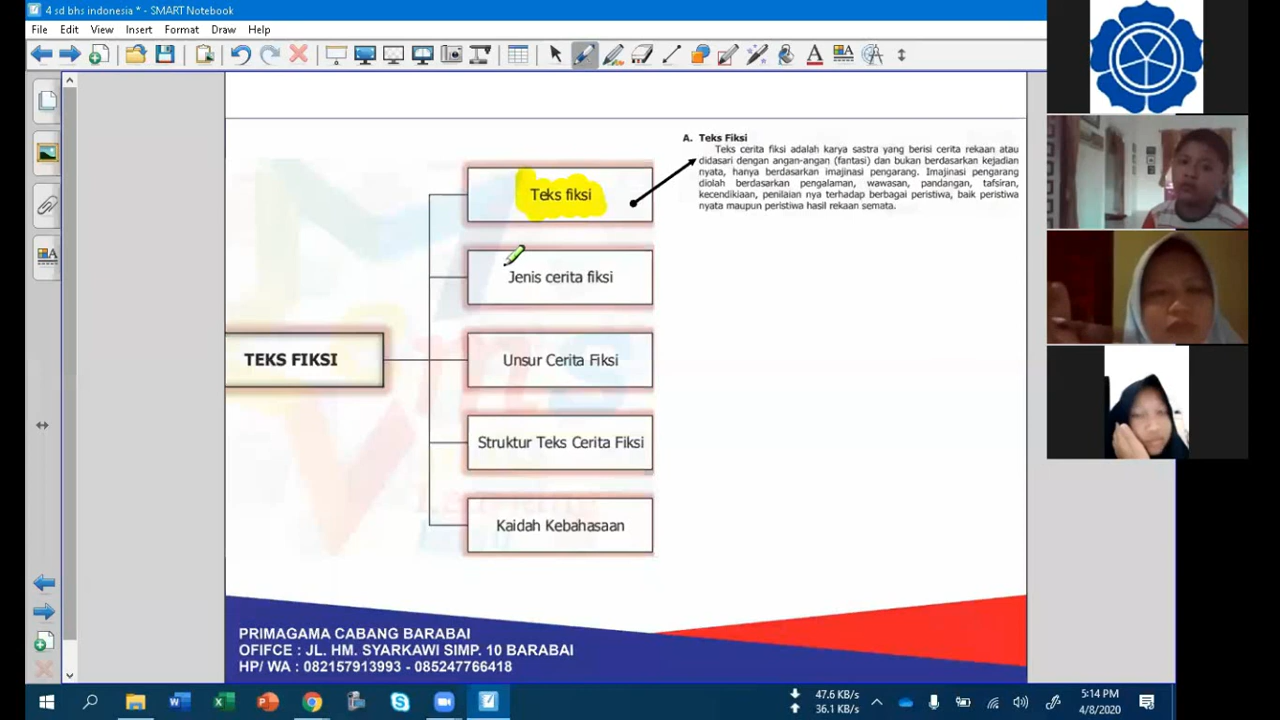 4 sd bhs indonesia * - SMART Notebook
File Edit View Insert Format Draw Help
A. Teks Fiksi
Teks cerita fiksi adalah karya sastra yang berisi cerita rekaan atau
didasari dengan angan-angan (fantasi) dan bukan berdasarkan kejadian
nyata, hanya berdasarkan imajinasi pengarang. Imajinasi pengarang
diolah berdasarkan pengalaman, wawasan, pandangan, tafsiran,
kecendikiaan, penilaian nya terhadap berbagai peristiwa, baik peristiwa
nyata maupun peristiwa hasil rekaan semata.
Teks fiksi
Jenis cerita fiksi
TEKS FIKSI
Unsur Cerita Fiksi
Struktur Teks Cerita Fiksi
Kaidah Kebahasaan
PRIMAGAMA CABANG BARABAI
OFIFCE : JL. HM. SYARKAWI SIMP. 10 BARABAI
HP/ WA : 082157913993 - 085247766418
47.6 KB/s
36.1 KB/s
5:14 PM
4/8/2020